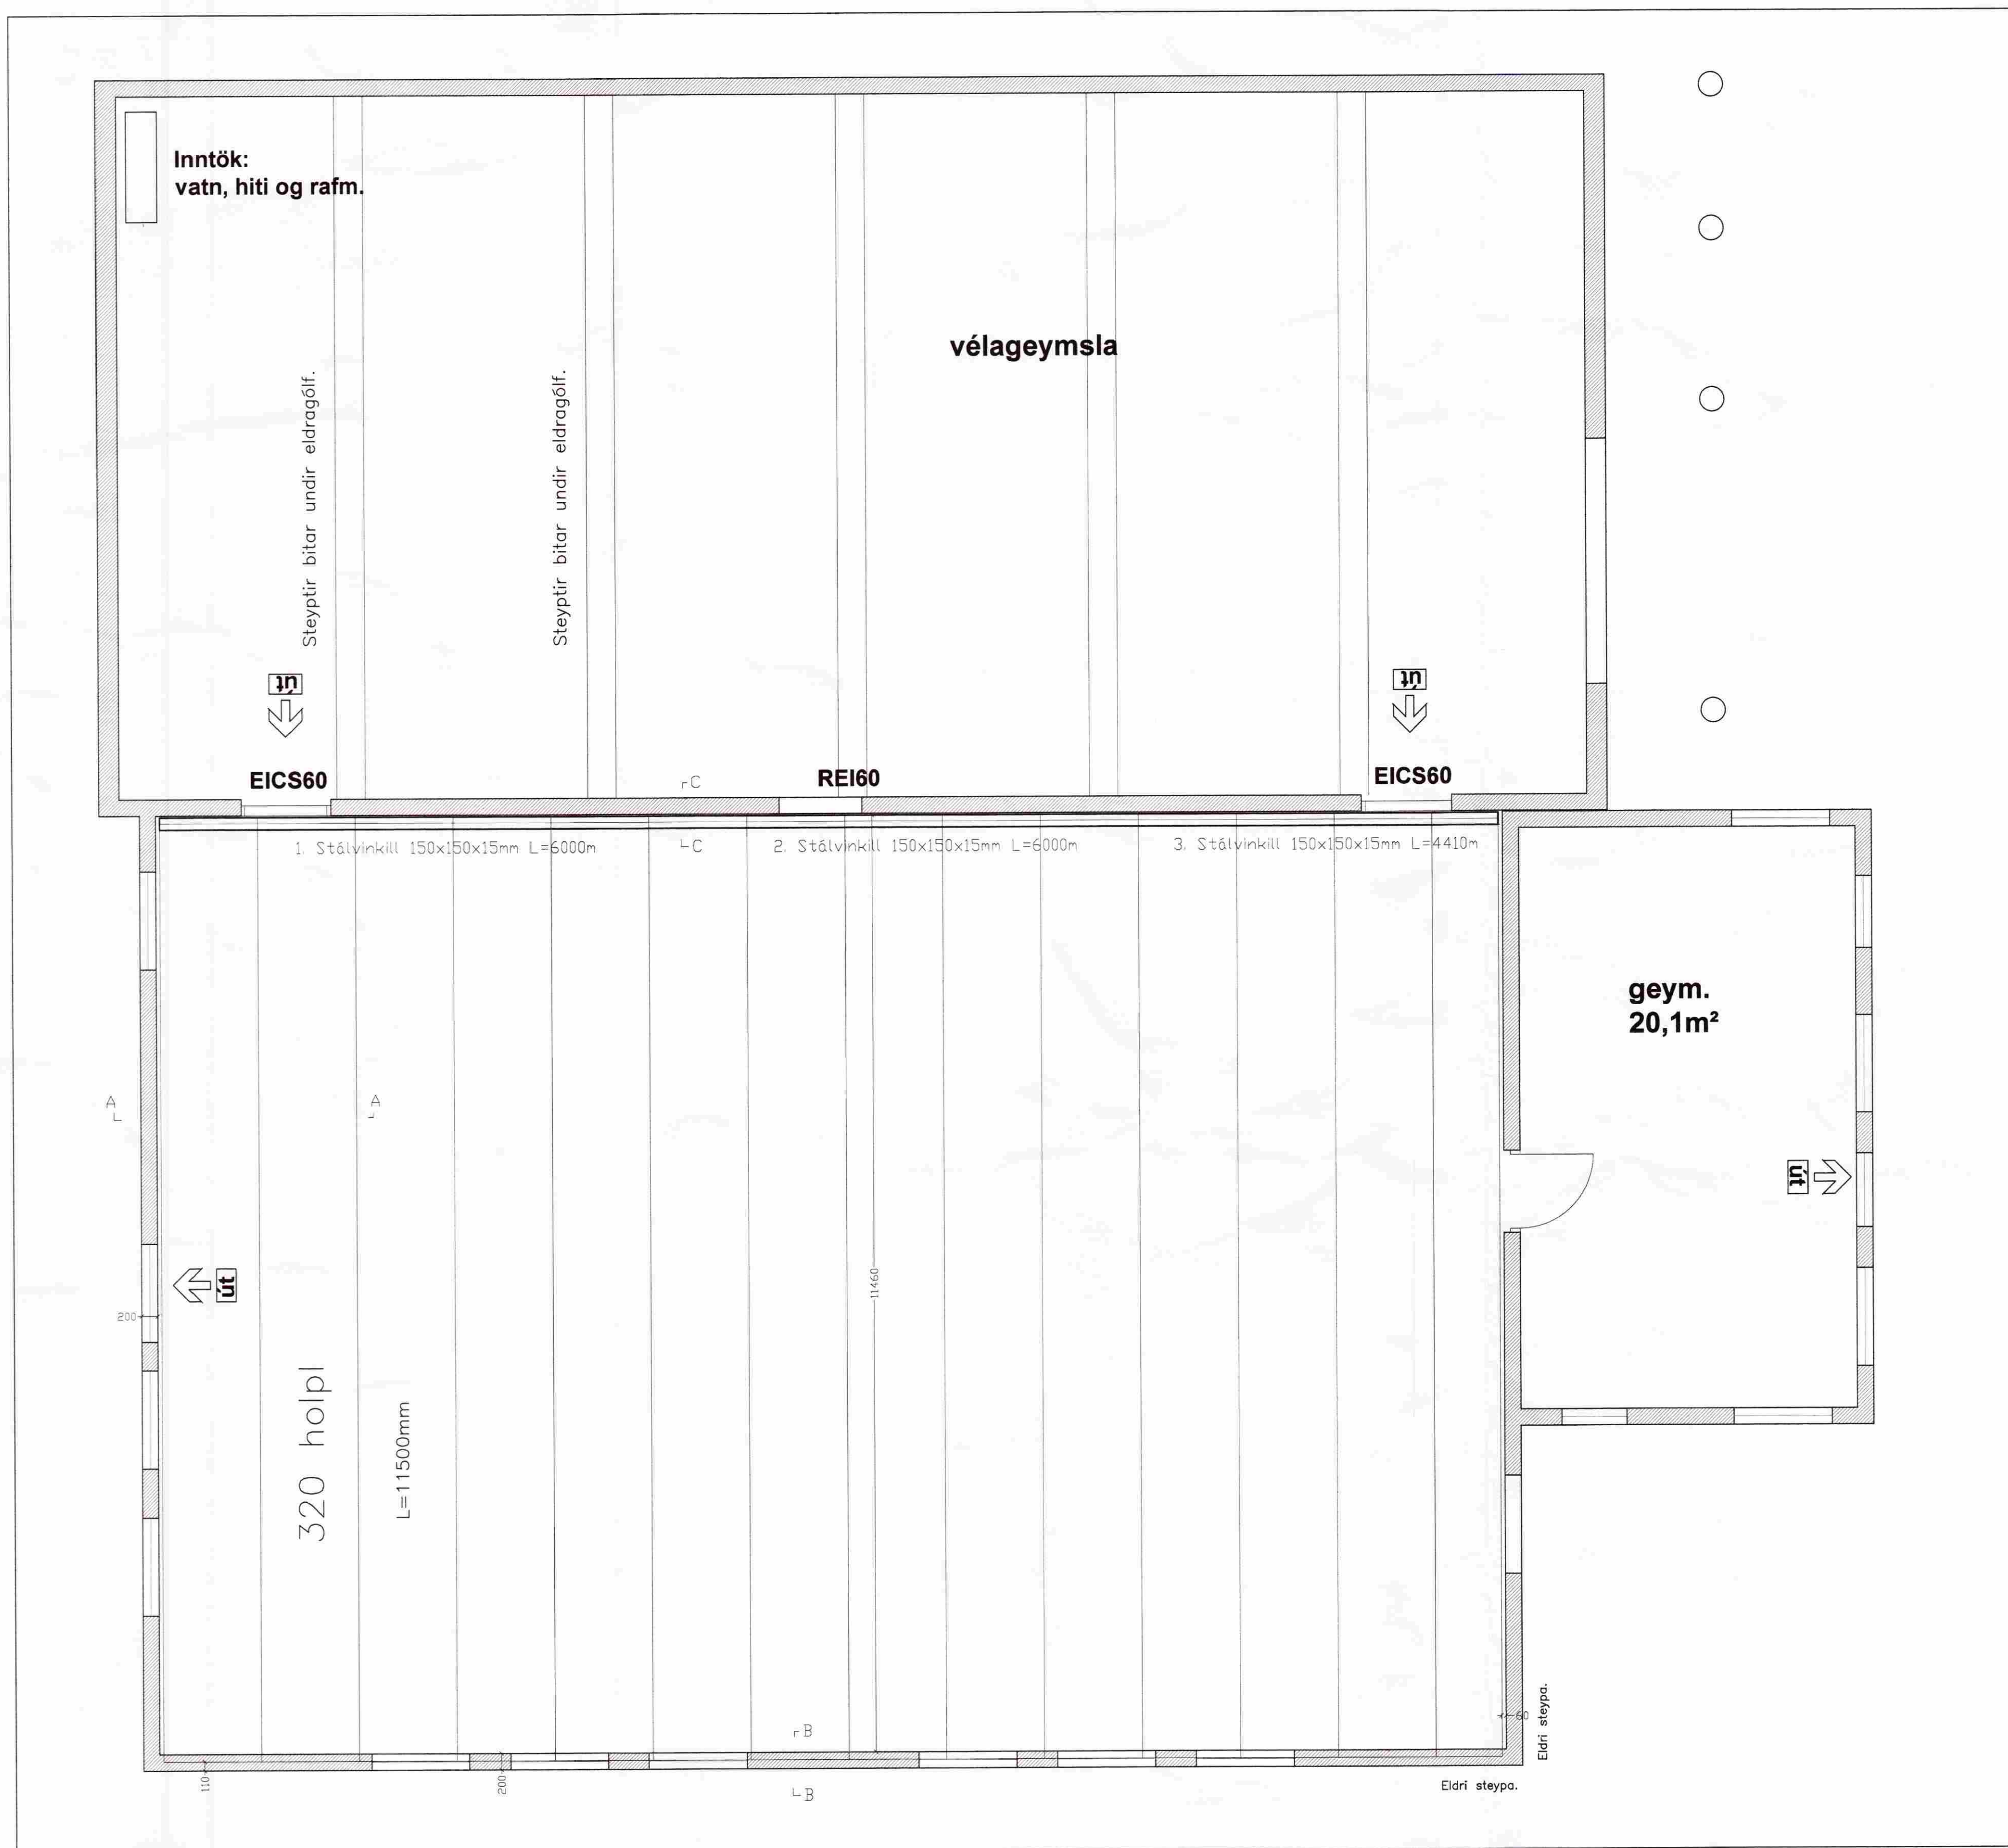 Inntök:
vatn, hiti og rafm.
vélageymsla
Steyptir bitar undir eldragólf.
Steyptir bitar undir eldragólf.
út
út
EICS60
REI60
EICS60
C
C
1. Stálvinkill 150x150x15mm L=6000m
2. Stálvinkill 150x150x15mm L=6000m
3. Stálvinkill 150x150x15mm L=4410m
geym.
20,1m²
A
A
út
út
200
11460
320 holpl
L=11500mm
B
B
110
200
60
Eldri steypa.
Eldri steypa.